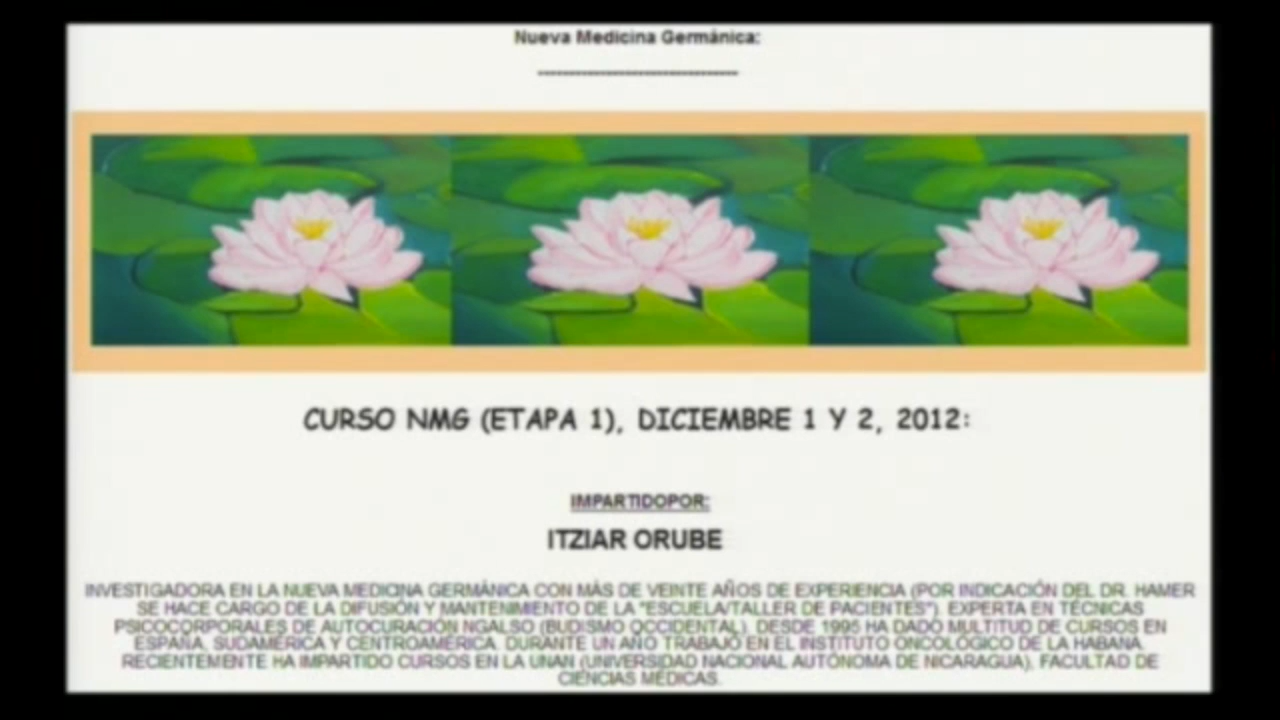 Nueva Medicina Germánica:
--------------------------------
CURSO NMG (ETAPA 1), DICIEMBRE 1 Y 2, 2012:
IMPARTIDOPOR:
ITZIAR ORUBE
INVESTIGADORA EN LA NUEVA MEDICINA GERMÁNICA CON MÁS DE VEINTE AÑOS DE EXPERIENCIA (POR INDICACIÓN DEL DR. HAMER
SE HACE CARGO DE LA DIFUSIÓN Y MANTENIMIENTO DE LA "ESCUELA/TALLER DE PACIENTES"). EXPERTA EN TÉCNICAS
PSICOCORPORALES DE AUTOCURACIÓN NGALSO (BUDISMO OCCIDENTAL). DESDE 1995 HA DADO MULTITUD DE CURSOS EN
ESPAÑA, SUDAMÉRICA Y CENTROAMÉRICA. DURANTE UN AÑO TRABAJÓ EN EL INSTITUTO ONCOLÓGICO DE LA HABANA.
RECIENTEMENTE HA IMPARTIDO CURSOS EN LA UNAN (UNIVERSIDAD NACIONAL AUTÓNOMA DE NICARAGUA), FACULTAD DE
CIENCIAS MÉDICAS.